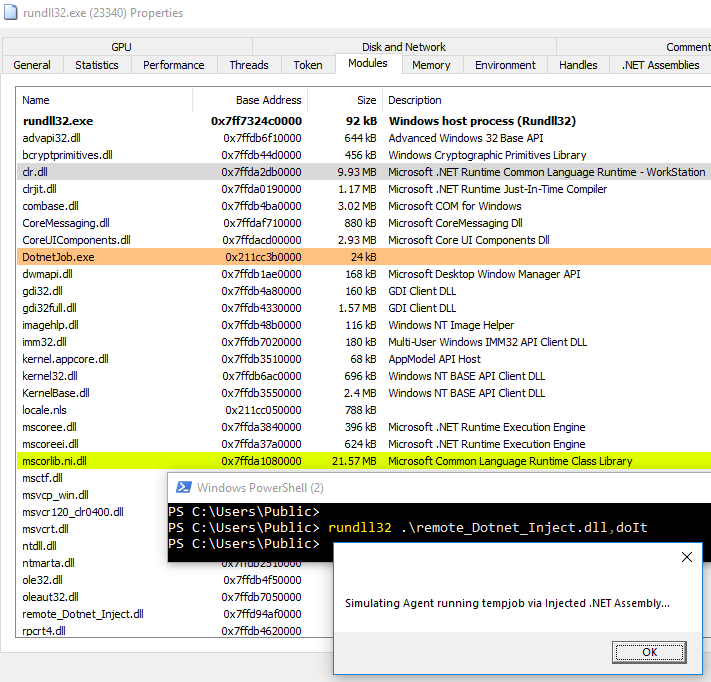 rundll32.exe (23340) Properties
GPU Disk and Network Comment
General Statistics Performance Threads Token Modules Memory Environment Handles .NET Assemblies
Name Base Address Size Description
rundll32.exe 0x7ff7324c0000 92 kB Windows host process (Rundll32)
advapi32.dll 0x7ffdb6f10000 644 kB Advanced Windows 32 Base API
bcryptprimitives.dll 0x7ffdb44d0000 456 kB Windows Cryptographic Primitives Library
clr.dll 0x7ffda2db0000 9.93 MB Microsoft .NET Runtime Common Language Runtime - WorkStation
clrjit.dll 0x7ffda0190000 1.17 MB Microsoft .NET Runtime Just-In-Time Compiler
combase.dll 0x7ffdb4ba0000 3.02 MB Microsoft COM for Windows
CoreMessaging.dll 0x7ffdaf710000 880 kB Microsoft CoreMessaging Dll
CoreUIComponents.dll 0x7ffdacd00000 2.93 MB Microsoft Core UI Components Dll
DotnetJob.exe 0x211cc3b0000 24 kB
dwmapi.dll 0x7ffdb1ae0000 168 kB Microsoft Desktop Window Manager API
gdi32.dll 0x7ffdb4a80000 160 kB GDI Client DLL
gdi32full.dll 0x7ffdb4330000 1.57 MB GDI Client DLL
imagehlp.dll 0x7ffdb48b0000 116 kB Windows NT Image Helper
imm32.dll 0x7ffdb7020000 180 kB Multi-User Windows IMM32 API Client DLL
kernel.appcore.dll 0x7ffdb3510000 68 kB AppModel API Host
kernel32.dll 0x7ffdb6ac0000 696 kB Windows NT BASE API Client DLL
KernelBase.dll 0x7ffdb3550000 2.4 MB Windows NT BASE API Client DLL
locale.nls 0x211cc050000 788 kB
mscoree.dll 0x7ffda3840000 396 kB Microsoft .NET Runtime Execution Engine
mscoreei.dll 0x7ffda37a0000 624 kB Microsoft .NET Runtime Execution Engine
mscorlib.ni.dll 0x7ffda1080000 21.57 MB Microsoft Common Language Runtime Class Library
msctf.dll
msvcp_win.dll
msvcr120_clr0400.dll
msvcrt.dll
ntdll.dll
ntmarta.dll 0x7ffdb2510000
ole32.dll 0x7ffdb4f50000
oleaut32.dll 0x7ffdb7050000
remote_Dotnet_Inject.dll 0x7ffd94af0000
rpcrt4.dll 0x7ffdb4620000
Windows PowerShell (2)
PS C:\Users\Public>
PS C:\Users\Public> rundll32 .\remote_Dotnet_Inject.dll,doIt
PS C:\Users\Public>
Simulating Agent running tempjob via Injected .NET Assembly...
OK